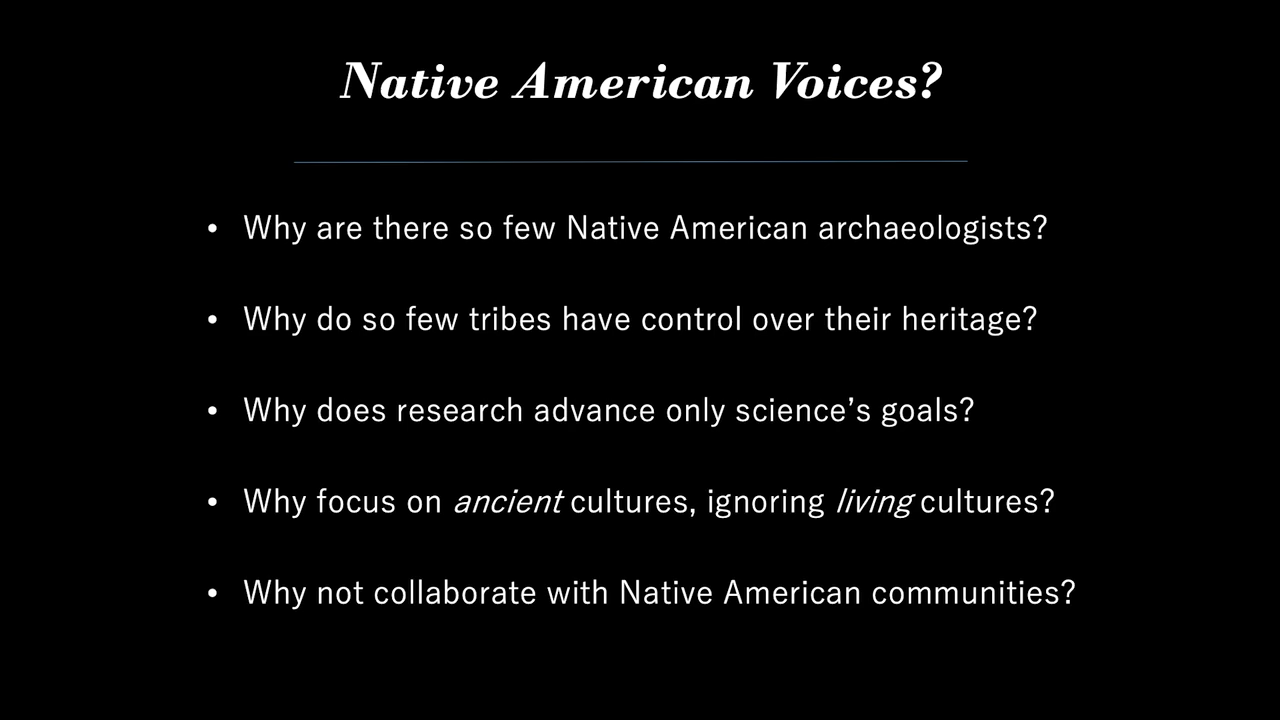 Native American Voices?
• Why are there so few Native American archaeologists?
• Why do so few tribes have control over their heritage?
• Why does research advance only science’s goals?
• Why focus on ancient cultures, ignoring living cultures?
• Why not collaborate with Native American communities?